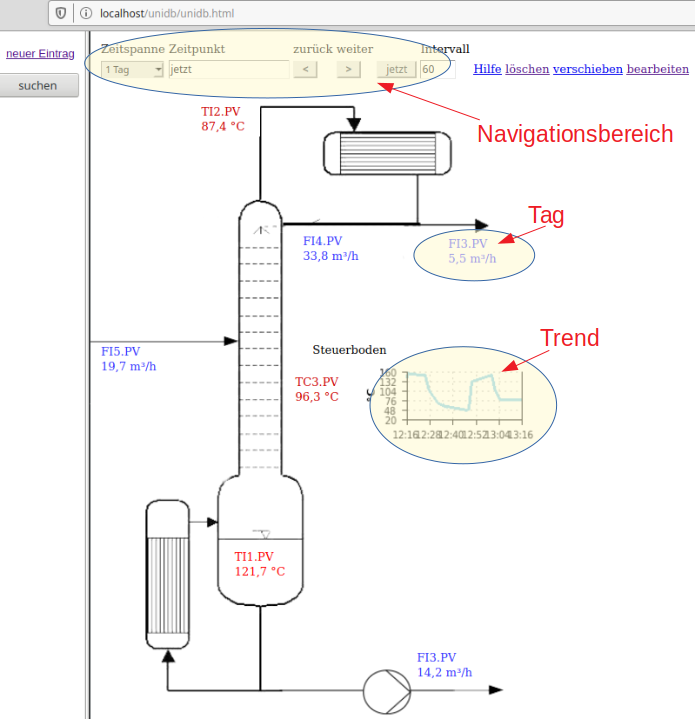 localhost/unidb/unidb.html
neuer Eintrag
suchen
Zeitspanne Zeitpunkt zurück weiter Intervall
1 Tag jetzt < > jetzt 60 Hilfe löschen verschieben bearbeiten
Navigationsbereich
TI2.PV
87,4 °C
Tag
FI4.PV
33,8 m³/h
FI3.PV
5,5 m³/h
FI5.PV
19,7 m³/h
Steuerboden
Trend
TC3.PV
96,3 °C
160
132
104
76
48
20
12:16 12:28 12:40 12:52 13:04 13:16
TI1.PV
121,7 °C
FI3.PV
14,2 m³/h